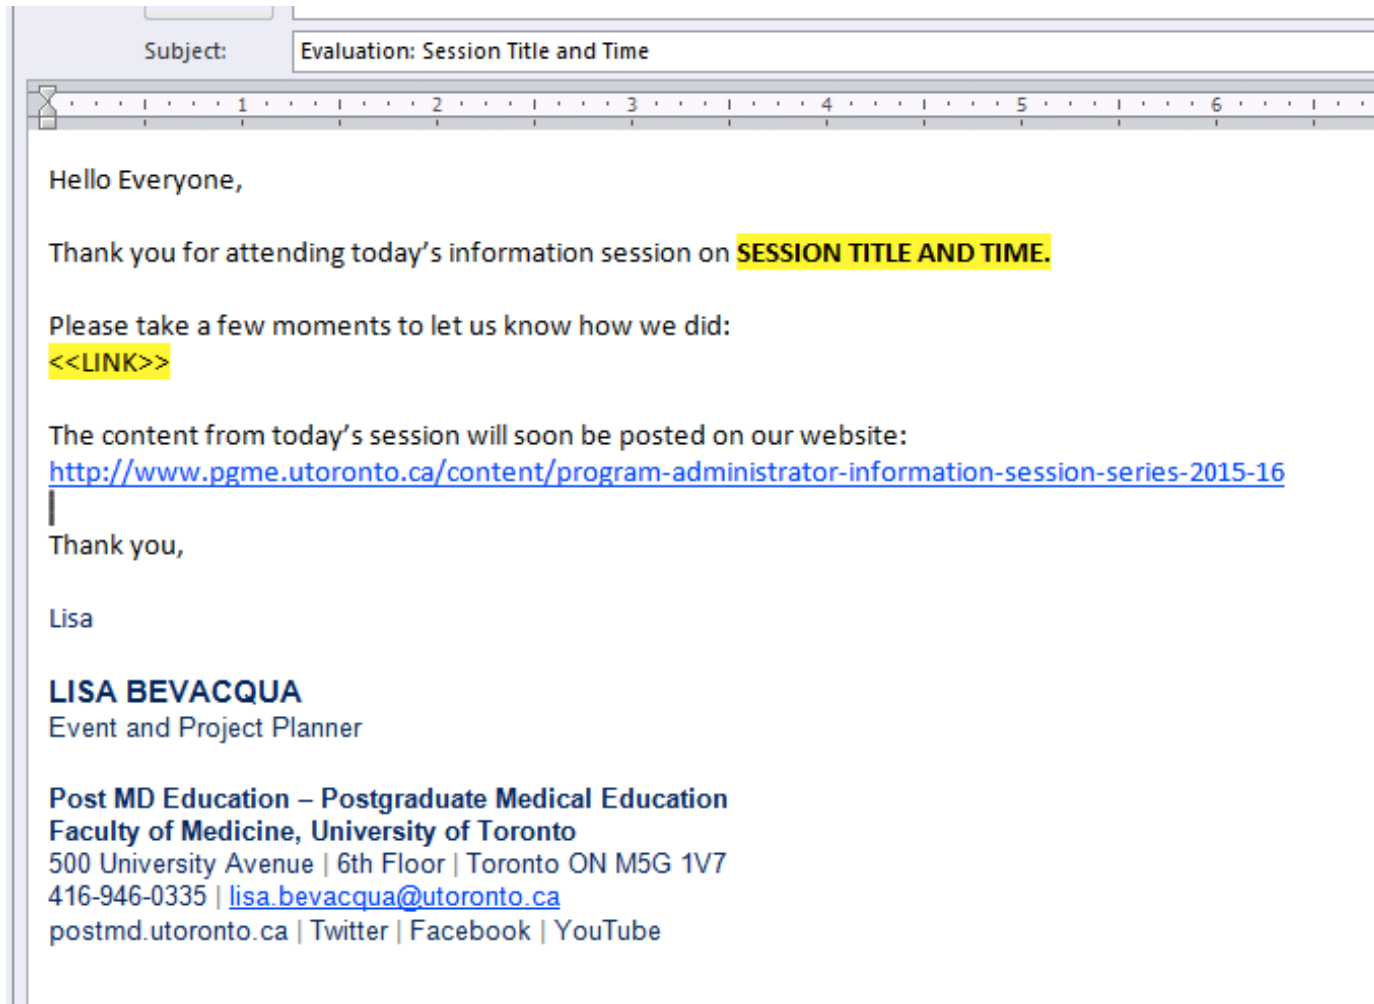 Subject: Evaluation: Session Title and Time
1 2 3 4 5 6
Hello Everyone,
Thank you for attending today’s information session on SESSION TITLE AND TIME.
Please take a few moments to let us know how we did:
<<LINK>>
The content from today’s session will soon be posted on our website:
http://www.pgme.utoronto.ca/content/program-administrator-information-session-series-2015-16
Thank you,
Lisa
LISA BEVACQUA
Event and Project Planner
Post MD Education – Postgraduate Medical Education
Faculty of Medicine, University of Toronto
500 University Avenue | 6th Floor | Toronto ON M5G 1V7
416-946-0335 | lisa.bevacqua@utoronto.ca
postmd.utoronto.ca | Twitter | Facebook | YouTube